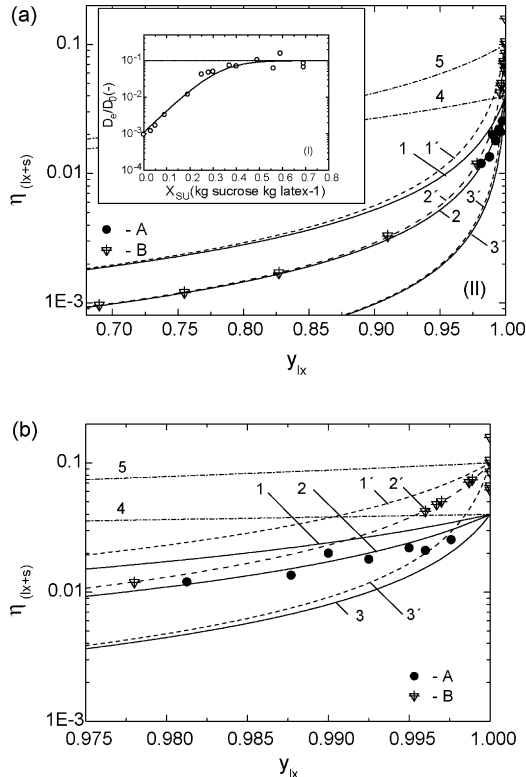 (a)
0.1
0.01
1E-3
η (lx+s)
10⁻¹
10⁻²
10⁻³
10⁻⁴
Dₑ/D₀(-)
0.0 0.1 0.2 0.3 0.4 0.5 0.6 0.7 0.8
X_SU(kg sucrose kg latex-1)
(I)
5
4
1 1´
2´
2
3´
3
- A
- B
(II)
0.70 0.75 0.80 0.85 0.90 0.95 1.00
y_lx
(b)
0.1
0.01
1E-3
η (lx+s)
5
4
1 2 1´ 2´
3 3´
- A
- B
0.975 0.980 0.985 0.990 0.995 1.000
y_lx